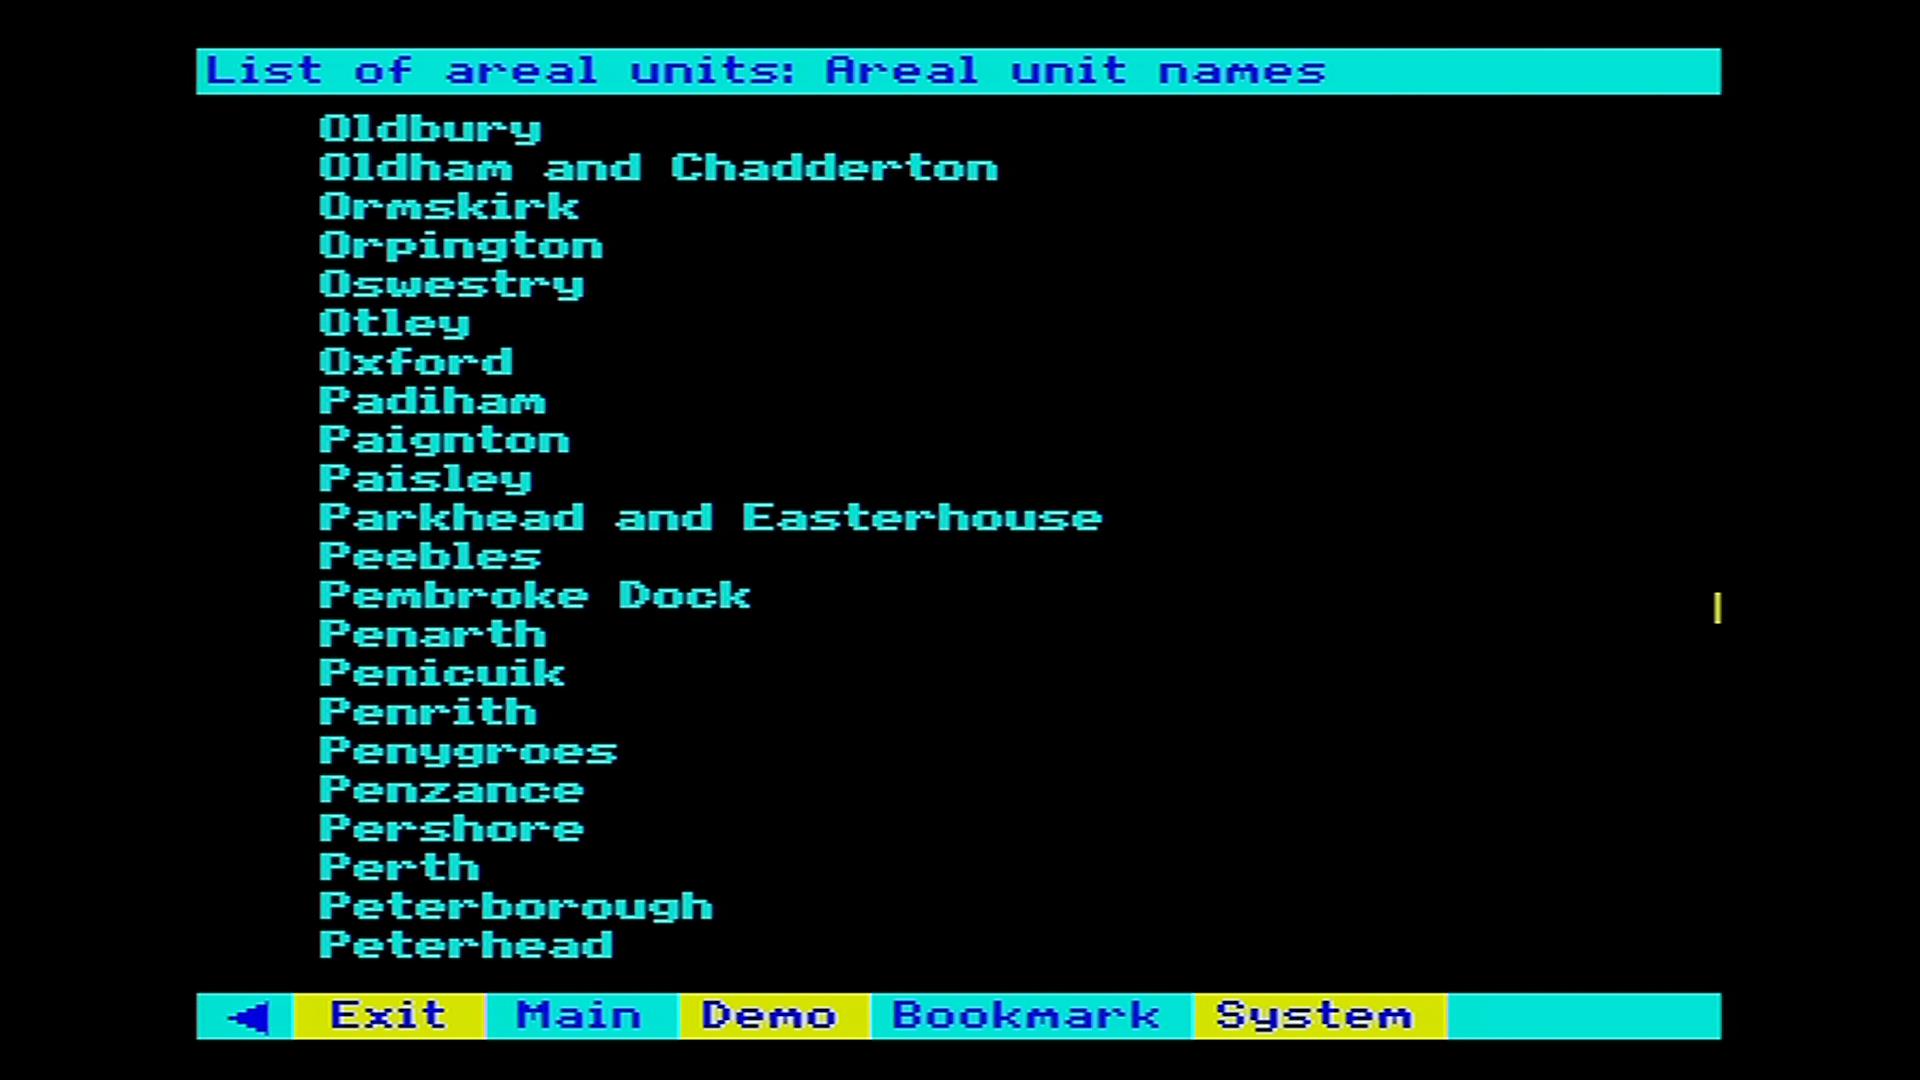 List of areal units: Areal unit names
Oldbury
Oldham and Chadderton
Ormskirk
Orpington
Oswestry
Otley
Oxford
Padiham
Paignton
Paisley
Parkhead and Easterhouse
Peebles
Pembroke Dock
Penarth
Penicuik
Penrith
Penygroes
Penzance
Pershore
Perth
Peterborough
Peterhead
Exit Main Demo Bookmark System